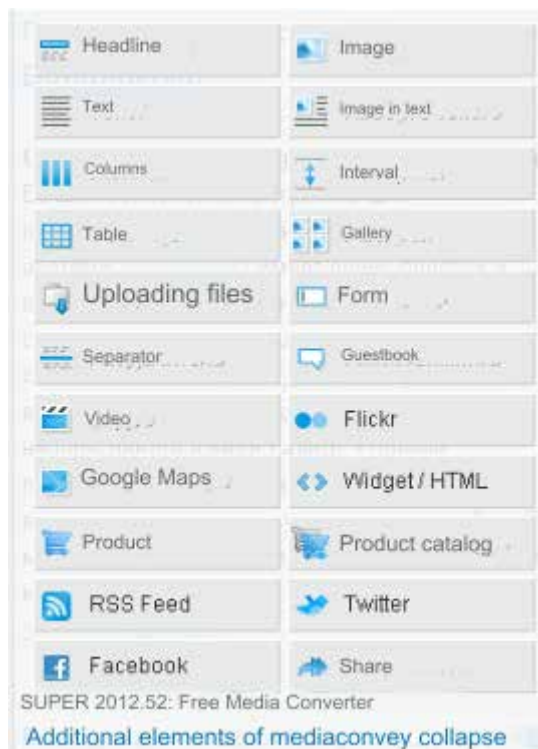 Headline
Image
Text
Image in text
Columns
Interval
Table
Gallery
Uploading files
Form
Separator
Guestbook
Video
Flickr
Google Maps
Widget / HTML
Product
Product catalog
RSS Feed
Twitter
Facebook
Share
SUPER 2012.52: Free Media Converter
Additional elements of mediaconvey collapse